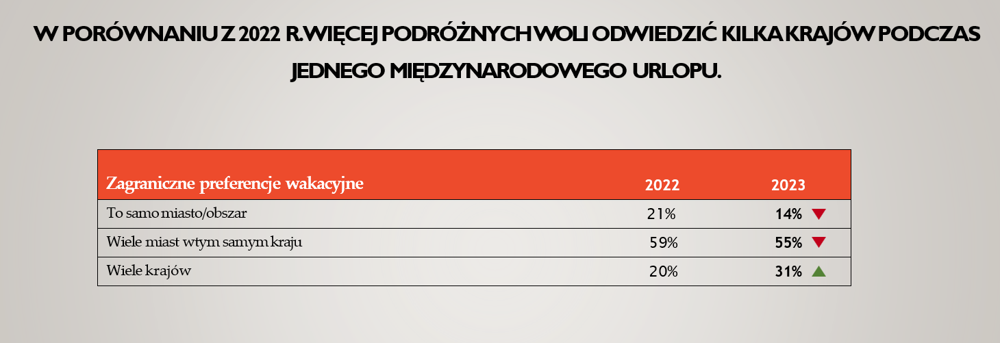 W PORÓWNANIU Z 2022 R. WIĘCEJ PODRÓŻNYCH WOLI ODWIEDZIĆ KILKA KRAJÓW PODCZAS
JEDNEGO MIĘDZYNARODOWEGO URLOPU.
Zagraniczne preferencje wakacyjne 2022 2023
To samo miasto/obszar 21% 14%
Wiele miast wtym samym kraju 59% 55%
Wiele krajów 20% 31%